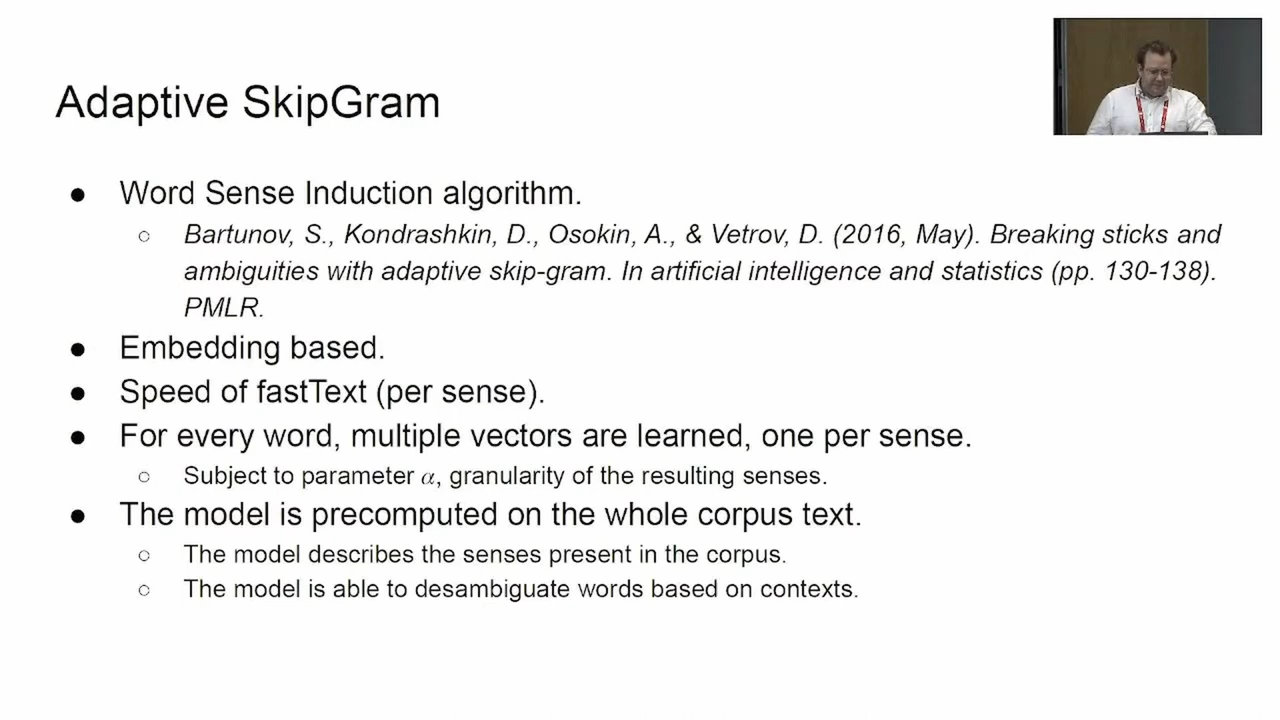 Adaptive SkipGram
● Word Sense Induction algorithm.
○ Bartunov, S., Kondrashkin, D., Osokin, A., & Vetrov, D. (2016, May). Breaking sticks and
ambiguities with adaptive skip-gram. In artificial intelligence and statistics (pp. 130-138).
PMLR.
● Embedding based.
● Speed of fastText (per sense).
● For every word, multiple vectors are learned, one per sense.
○ Subject to parameter α, granularity of the resulting senses.
● The model is precomputed on the whole corpus text.
○ The model describes the senses present in the corpus.
○ The model is able to desambiguate words based on contexts.